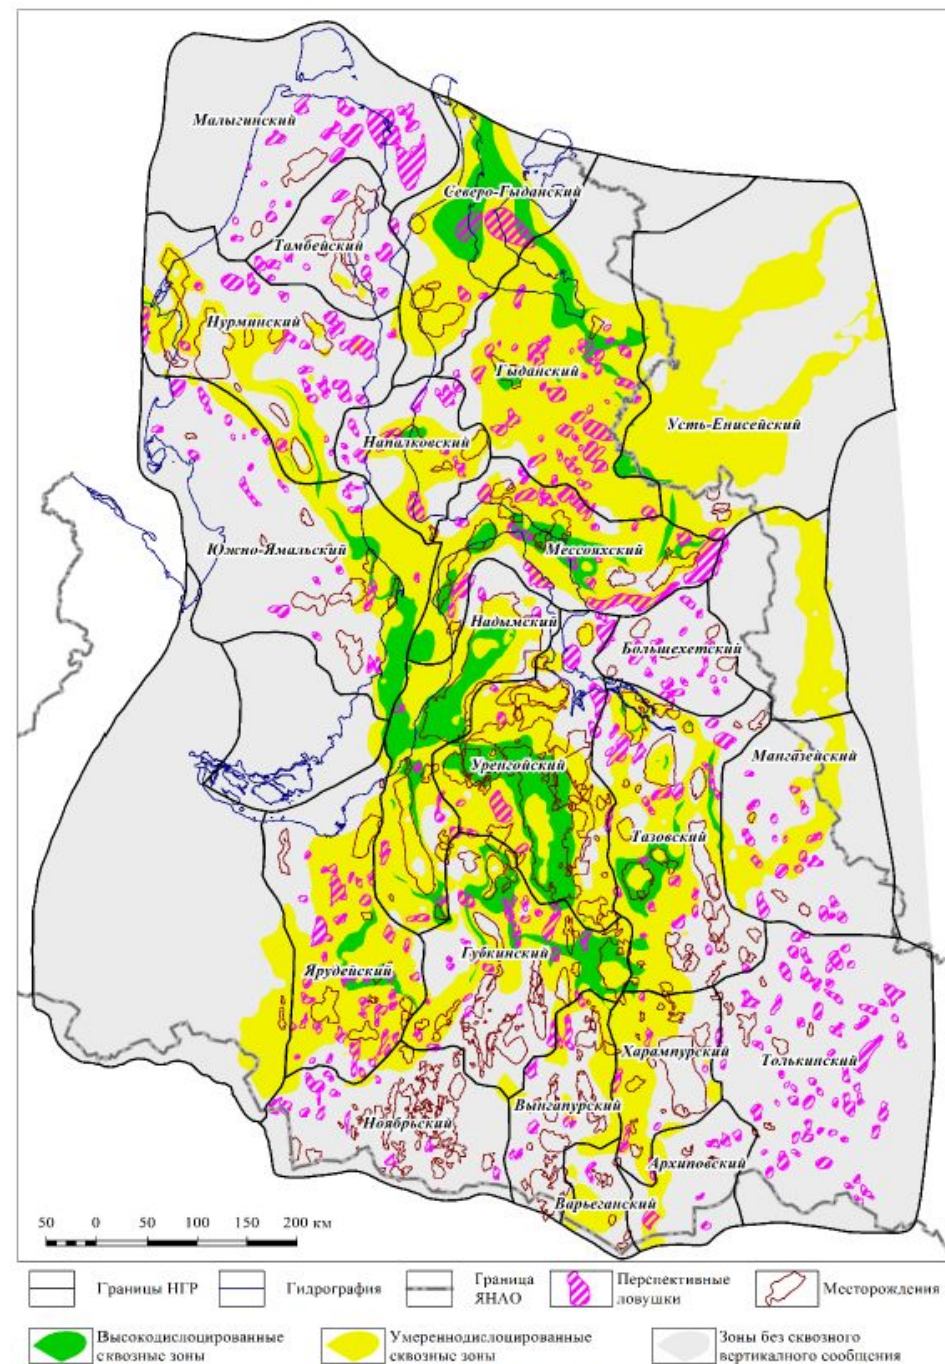 Малыгинский
Северо-Гыданский
Тамбейский
Нурминский
Гыданский
Усть-Енисейский
Напалковский
Южно-Ямальский
Мессояхский
Надымский
Большехетский
Уренгойский
Мангазейский
Тазовский
Губкинский
Ярудейский
Харампурский
Толькинский
Вынгапурский
Ноябрьский
Архиповский
Варьеганский
50 0 50 100 150 200 км
Границы НГР
Гидрография
Граница
ЯНАО
Перспективные
ловушки
Месторождения
Высокодислоцированные
сквозные зоны
Умереннодислоцированные
сквозные зоны
Зоны без сквозного
вертикалного сообщения